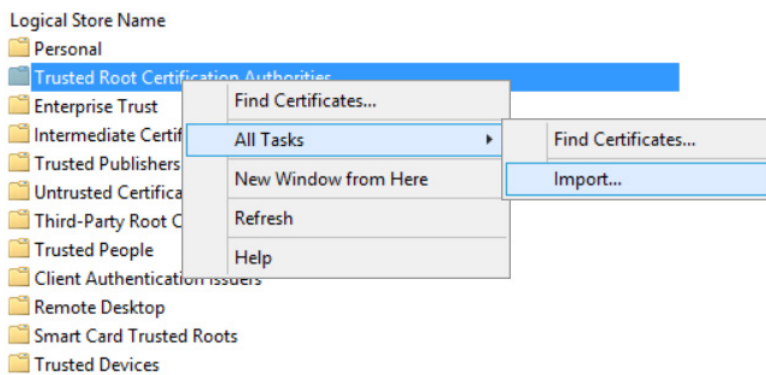 Logical Store Name
Personal
Trusted Root Certification Authorities
Enterprise Trust
Intermediate Certif
Trusted Publishers
Untrusted Certifica
Third-Party Root C
Trusted People
Client Authentication Issuers
Remote Desktop
Smart Card Trusted Roots
Trusted Devices
Find Certificates...
All Tasks
New Window from Here
Refresh
Help
Find Certificates...
Import...